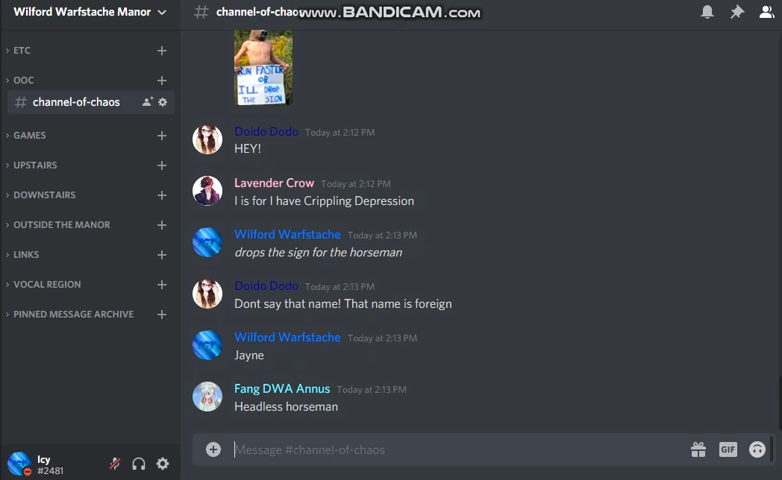 Wilford Warfstache Manor
# channel-of-chaos
www.BANDICAM.com
ETC
OOC
# channel-of-chaos
GAMES
UPSTAIRS
DOWNSTAIRS
OUTSIDE THE MANOR
LINKS
VOCAL REGION
PINNED MESSAGE ARCHIVE
Icy
#2481
RUN FASTER
OR
ILL DROP
THE SIGN
Doido Dodo Today at 2:12 PM
HEY!
Lavender Crow Today at 2:12 PM
I is for I have Crippling Depression
Wilford Warfstache Today at 2:13 PM
drops the sign for the horseman
Doido Dodo Today at 2:13 PM
Dont say that name! That name is foreign
Wilford Warfstache Today at 2:13 PM
Jayne
Fang DWA Annus Today at 2:13 PM
Headless horseman
Message #channel-of-chaos
GIF